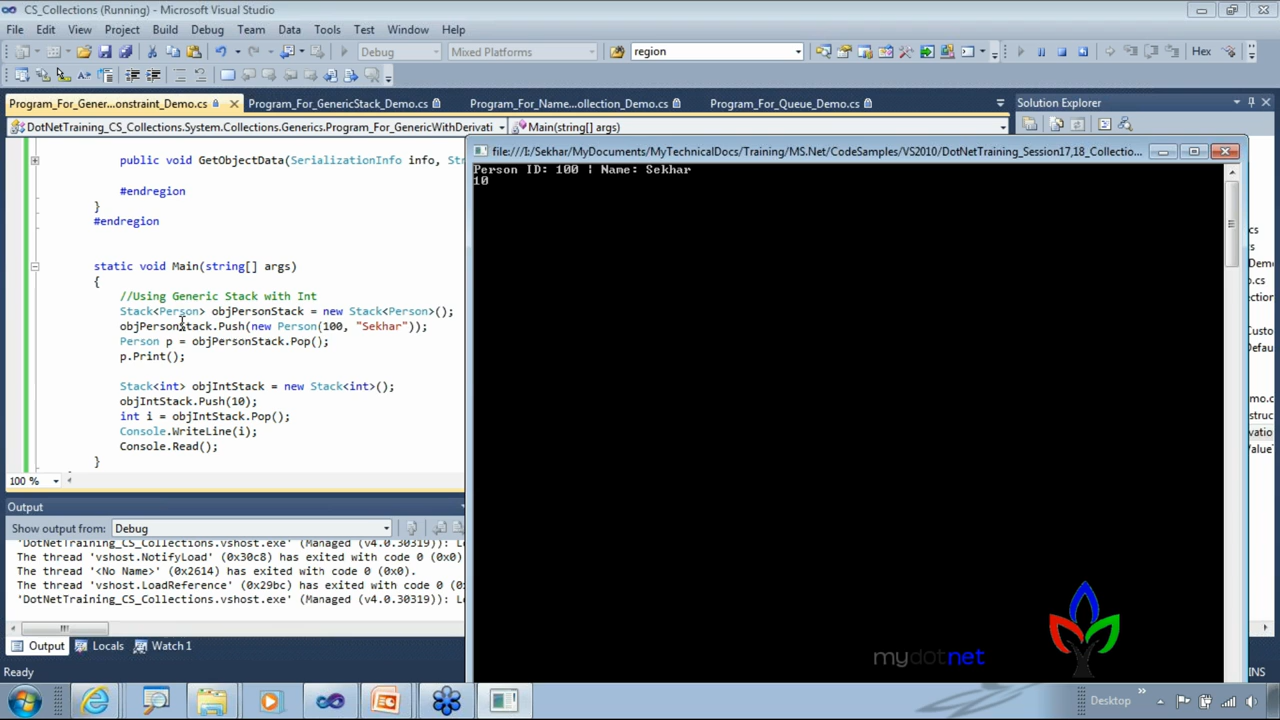 CS_Collections (Running) - Microsoft Visual Studio
File Edit View Project Build Debug Team Data Tools Test Window Help
Debug Mixed Platforms region Hex
Program_For_Gener...onstraint_Demo.cs Program_For_GenericStack_Demo.cs Program_For_Name...ollection_Demo.cs Program_For_Queue_Demo.cs Solution Explorer
DotNetTraining_CS_Collections.System.Collections.Generics.Program_For_GenericWithDerivati Main(string[] args)
public void GetObjectData(SerializationInfo info, Str
#endregion
}
#endregion
static void Main(string[] args)
{
//Using Generic Stack with Int
Stack<Person> objPersonStack = new Stack<Person>();
objPersonStack.Push(new Person(100, "Sekhar"));
Person p = objPersonStack.Pop();
p.Print();
Stack<int> objIntStack = new Stack<int>();
objIntStack.Push(10);
int i = objIntStack.Pop();
Console.WriteLine(i);
Console.Read();
}
100 %
file:///I:/Sekhar/MyDocuments/MyTechnicalDocs/Training/MS.Net/CodeSamples/VS2010/DotNetTraining_Session17,18_Collectio...
Person ID: 100 | Name: Sekhar
10
Output
Show output from: Debug
'DotNetTraining_CS_Collections.vshost.exe' (Managed (v4.0.30319)): L
The thread 'vshost.NotifyLoad' (0x30c8) has exited with code 0 (0x0)
The thread '<No Name>' (0x2614) has exited with code 0 (0x0).
The thread 'vshost.LoadReference' (0x29bc) has exited with code 0 (0
'DotNetTraining_CS_Collections.vshost.exe' (Managed (v4.0.30319)): L
Output Locals Watch 1
Ready
mydotnet
Desktop